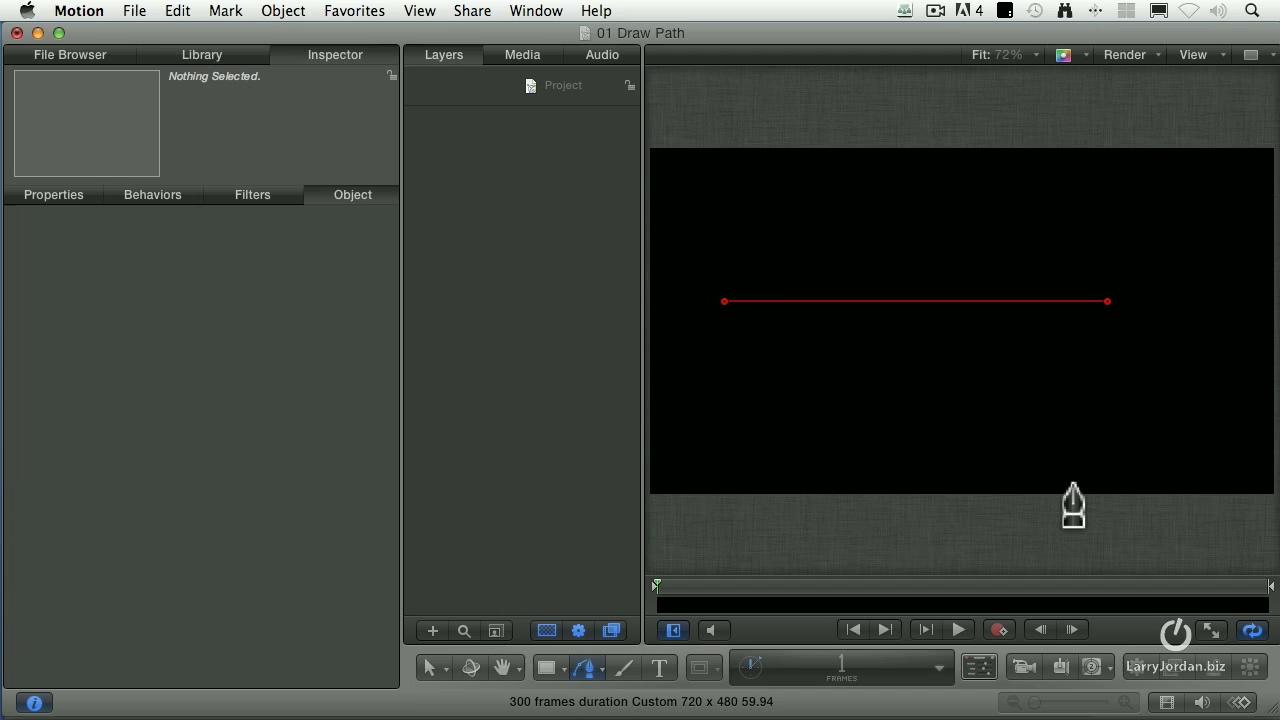 Motion File Edit Mark Object Favorites View Share Window Help 4
01 Draw Path
File Browser Library Inspector Layers Media Audio Fit: 72% Render View
Nothing Selected.
Project
Properties Behaviors Filters Object
T 1
FRAMES
LarryJordan.biz
300 frames duration Custom 720 x 480 59.94